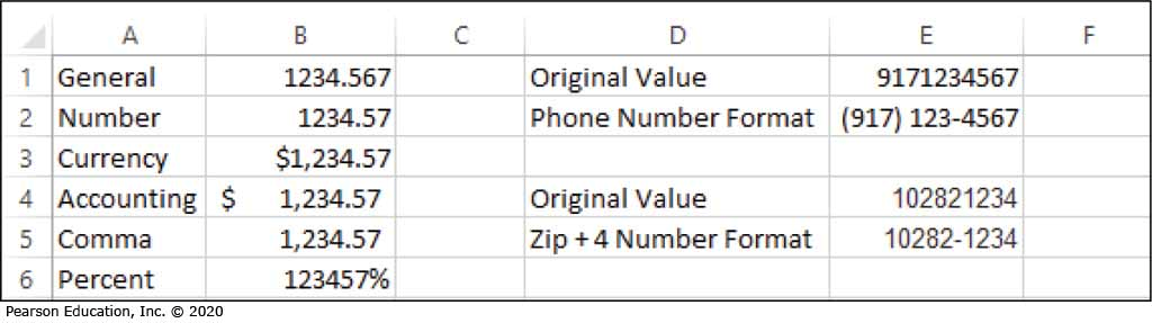 A B C D E F
1 General 1234.567 Original Value 9171234567
2 Number 1234.57 Phone Number Format (917) 123-4567
3 Currency $1,234.57
4 Accounting $ 1,234.57 Original Value 102821234
5 Comma 1,234.57 Zip + 4 Number Format 10282-1234
6 Percent 123457%
Pearson Education, Inc. © 2020